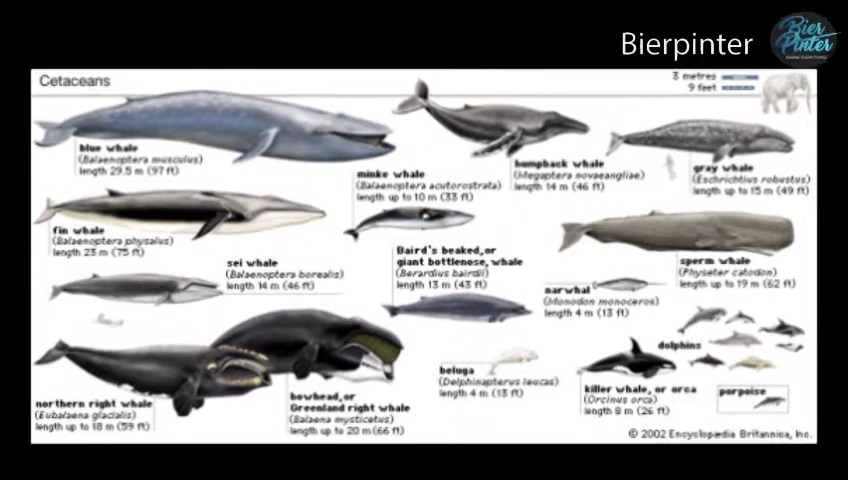 Bierpinter
Bier
Pinter
Cetaceans
3 metres
9 feet
blue whale
(Balaenoptera musculus)
length 29.5 m (97 ft)
minke whale
(Balaenoptera acutorostrata)
length up to 10 m (33 ft)
humpback whale
(Megaptera novaeangliae)
length 14 m (46 ft)
gray whale
(Eschrichtius robustus)
length up to 15 m (49 ft)
fin whale
(Balaenoptera physalus)
length 23 m (75 ft)
sei whale
(Balaenoptera borealis)
length 14 m (46 ft)
Baird's beaked, or
giant bottlenose, whale
(Berardius bairdii)
length 13 m (43 ft)
sperm whale
(Physeter catodon)
length up to 19 m (62 ft)
narwhal
(Monodon monoceros)
length 4 m (13 ft)
dolphins
northern right whale
(Eubalaena glacialis)
length up to 18 m (59 ft)
bowhead, or
Greenland right whale
(Balaena mysticetus)
length up to 20 m (66 ft)
beluga
(Delphinapterus leucas)
length 4 m (13 ft)
killer whale, or orca
(Orcinus orca)
length 8 m (26 ft)
porpoise
© 2002 Encyclopædia Britannica, Inc.